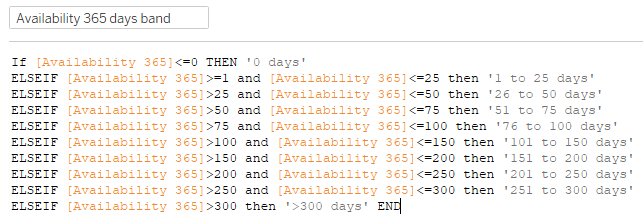 Availability 365 days band
If [Availability 365]<=0 THEN '0 days'
ELSEIF [Availability 365]>=1 and [Availability 365]<=25 then '1 to 25 days'
ELSEIF [Availability 365]>25 and [Availability 365]<=50 then '26 to 50 days'
ELSEIF [Availability 365]>50 and [Availability 365]<=75 then '51 to 75 days'
ELSEIF [Availability 365]>75 and [Availability 365]<=100 then '76 to 100 days'
ELSEIF [Availability 365]>100 and [Availability 365]<=150 then '101 to 150 days'
ELSEIF [Availability 365]>150 and [Availability 365]<=200 then '151 to 200 days'
ELSEIF [Availability 365]>200 and [Availability 365]<=250 then '201 to 250 days'
ELSEIF [Availability 365]>250 and [Availability 365]<=300 then '251 to 300 days'
ELSEIF [Availability 365]>300 then '>300 days' END